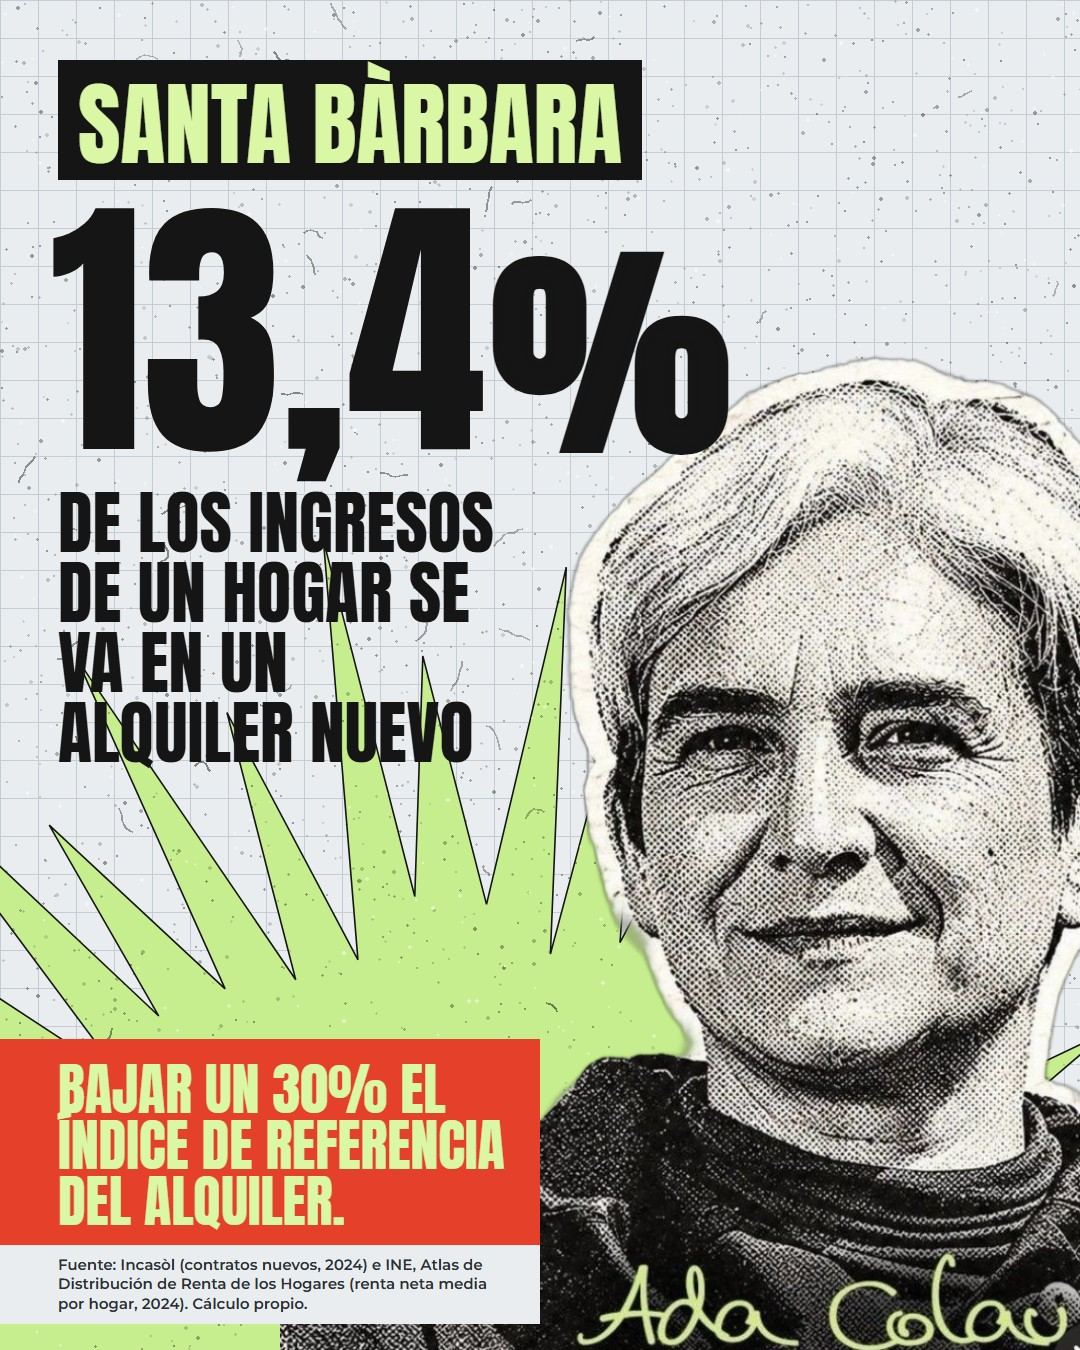 SANTA BÀRBARA
13,4%
DE LOS INGRESOS
DE UN HOGAR SE
VA EN UN
ALQUILER NUEVO
BAJAR UN 30% EL
ÍNDICE DE REFERENCIA
DEL ALQUILER.
Fuente: Incasòl (contratos nuevos, 2024) e INE, Atlas de
Distribución de Renta de los Hogares (renta neta media
por hogar, 2024). Cálculo propio.
Ada Colau